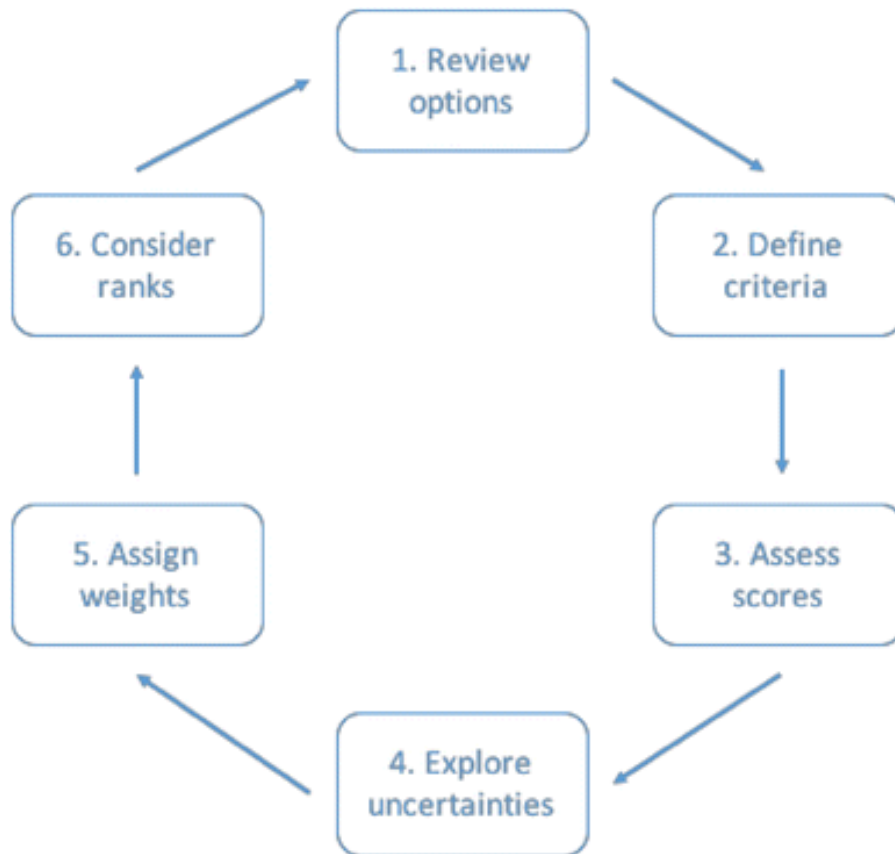 1. Review
options
2. Define
criteria
3. Assess
scores
4. Explore
uncertainties
5. Assign
weights
6. Consider
ranks